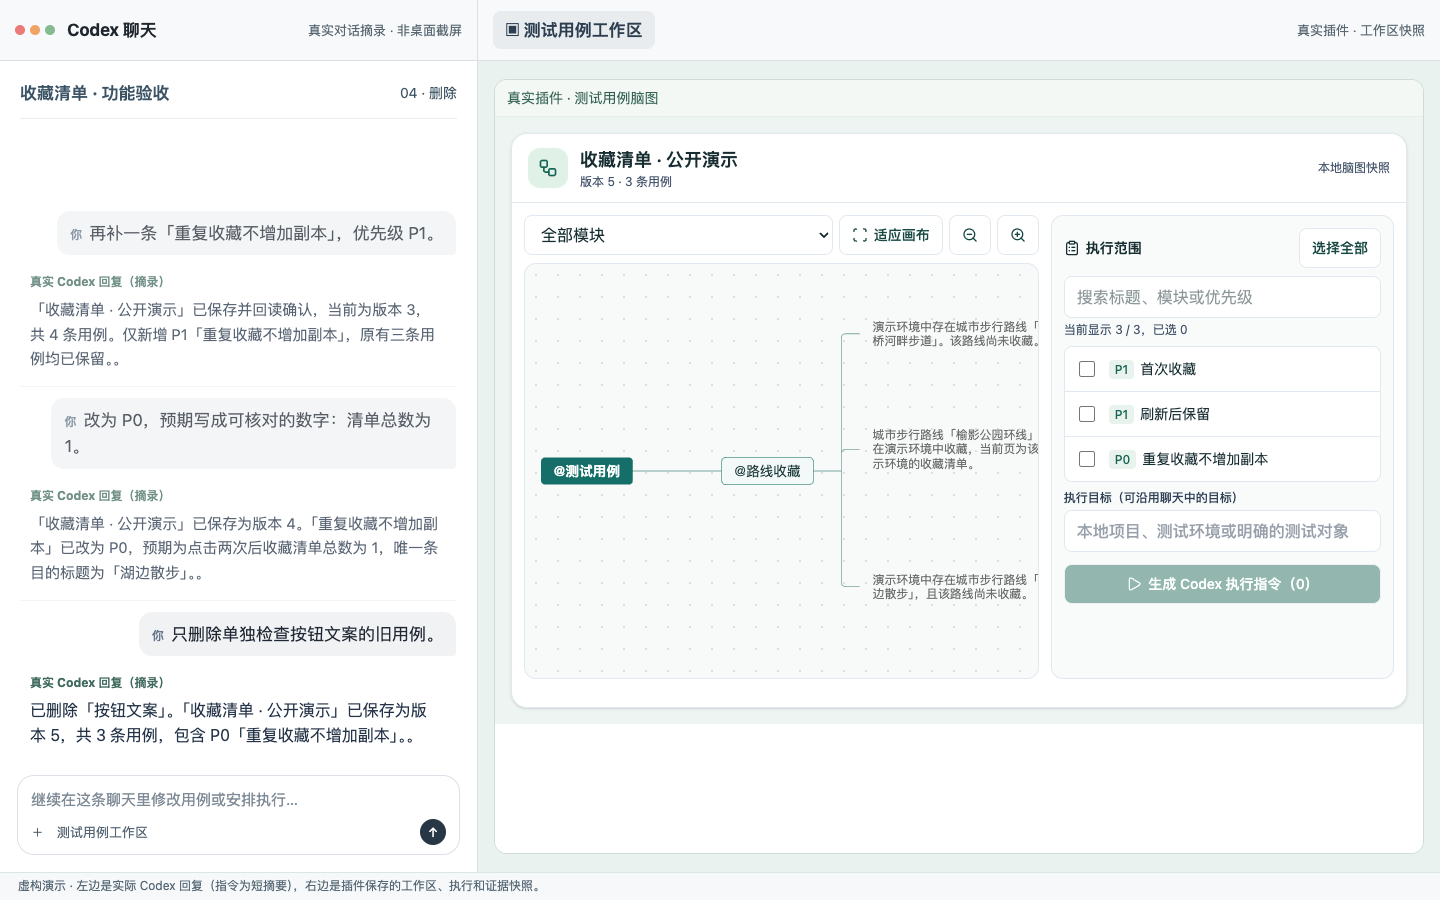 Codex 聊天
真实对话摘录 · 非桌面截屏
收藏清单 · 功能验收
04 · 删除
你 再补一条「重复收藏不增加副本」，优先级 P1。
真实 Codex 回复（摘录）
「收藏清单 · 公开演示」已保存并回读确认，当前为版本 3，
共 4 条用例。仅新增 P1「重复收藏不增加副本」，原有三条用
例均已保留。。
你 改为 P0，预期写成可核对的数字：清单总数为
1。
真实 Codex 回复（摘录）
「收藏清单 · 公开演示」已保存为版本 4。「重复收藏不增加副
本」已改为 P0，预期为点击两次后收藏清单总数为 1，唯一条
目的标题为「湖边散步」。。
你 只删除单独检查按钮文案的旧用例。
真实 Codex 回复（摘录）
已删除「按钮文案」。「收藏清单 · 公开演示」已保存为版
本 5，共 3 条用例，包含 P0「重复收藏不增加副本」。。
继续在这条聊天里修改用例或安排执行...
+ 测试用例工作区
测试用例工作区
真实插件 · 工作区快照
真实插件 · 测试用例脑图
收藏清单 · 公开演示
版本 5 · 3 条用例
本地脑图快照
全部模块
适应画布
@测试用例
@路线收藏
演示环境中存在城市步行路线「
桥河畔步道」。该路线尚未收藏。
城市步行路线「榆影公园环线」
在演示环境中收藏，当前页为该
示环境的收藏清单。
演示环境中存在城市步行路线「
边散步」，且该路线尚未收藏。
执行范围
选择全部
搜索标题、模块或优先级
当前显示 3 / 3，已选 0
P1 首次收藏
P1 刷新后保留
P0 重复收藏不增加副本
执行目标（可沿用聊天中的目标）
本地项目、测试环境或明确的测试对象
生成 Codex 执行指令（0）
虚构演示 · 左边是实际 Codex 回复（指令为短摘要），右边是插件保存的工作区、执行和证据快照。